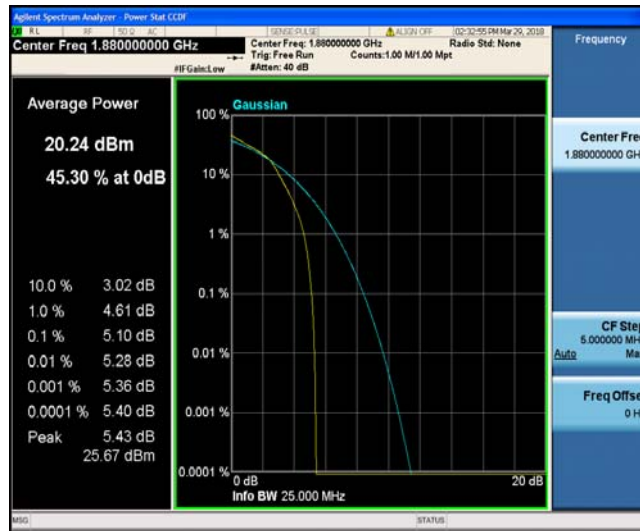 Agilent Spectrum Analyzer - Power Stat CCDF
RL RF 50 Ω AC SENSE:PULSE ALIGN OFF 02:32:55 PM Mar 29, 2018
Center Freq 1.880000000 GHz
Center Freq: 1.880000000 GHz Radio Std: None
Trig: Free Run Counts:1.00 M/1.00 Mpt
#IFGain:Low #Atten: 40 dB
Frequency
Average Power
20.24 dBm
45.30 % at 0dB
10.0 % 3.02 dB
1.0 % 4.61 dB
0.1 % 5.10 dB
0.01 % 5.28 dB
0.001 % 5.36 dB
0.0001 % 5.40 dB
Peak 5.43 dB
25.67 dBm
Gaussian
100 %
10 %
1 %
0.1 %
0.01 %
0.001 %
0.0001 %
0 dB 20 dB
Info BW 25.000 MHz
Center Fre
1.880000000 GH
CF Step
5.000000 MH
Auto Ma
Freq Offse
0 H
MSG STATUS